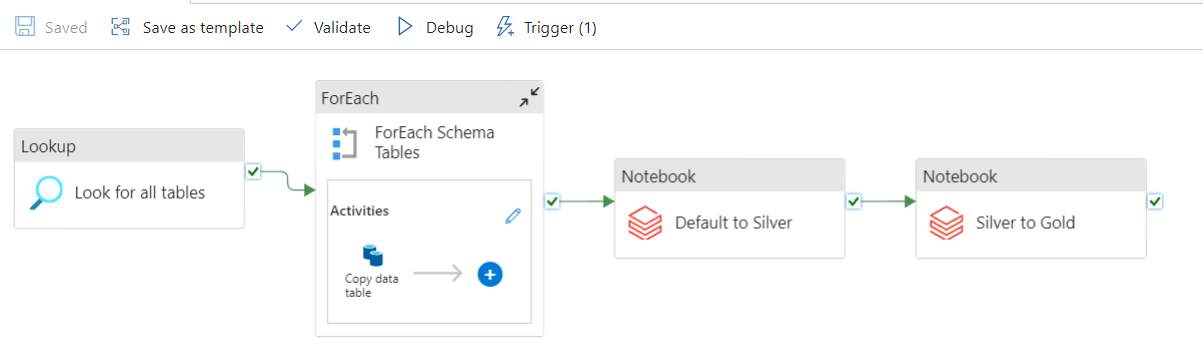 Saved Save as template Validate Debug Trigger (1)
Lookup
Look for all tables
ForEach
ForEach Schema
Tables
Activities
Copy data
table
Notebook
Default to Silver
Notebook
Silver to Gold